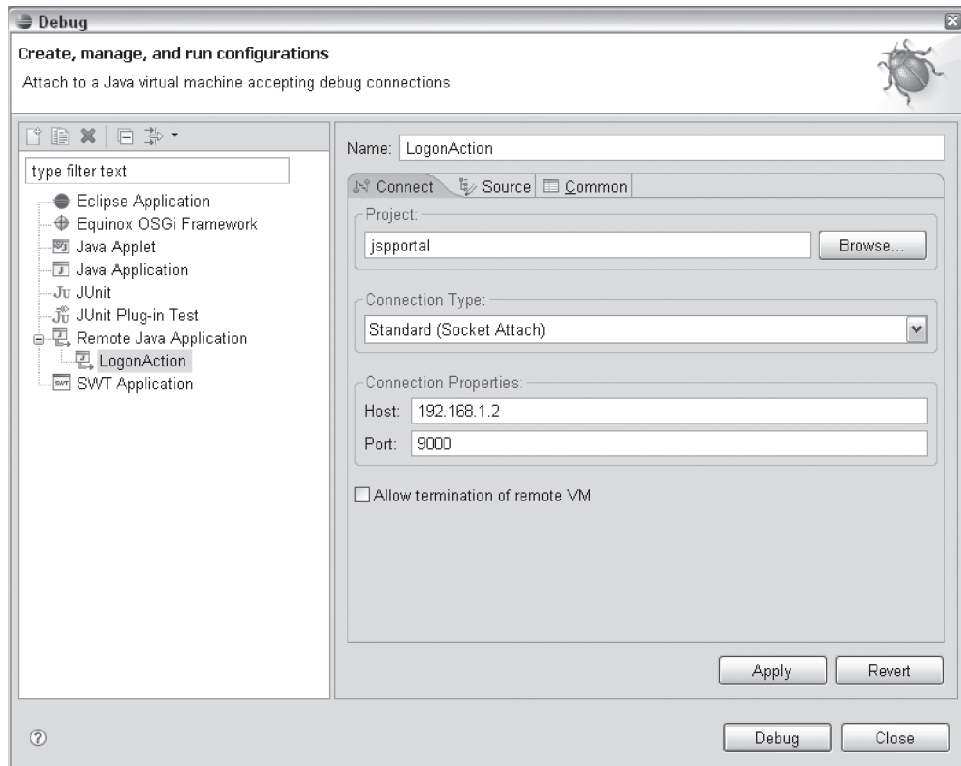 Debug
Create, manage, and run configurations
Attach to a Java virtual machine accepting debug connections
type filter text
Eclipse Application
Equinox OSGi Framework
Java Applet
Java Application
JU JUnit
JU JUnit Plug-in Test
Remote Java Application
LogonAction
SWT SWT Application
Name: LogonAction
Connect Source Common
Project:
jspportal Browse...
Connection Type:
Standard (Socket Attach)
Connection Properties:
Host: 192.168.1.2
Port: 9000
Allow termination of remote VM
Apply Revert
? Debug Close